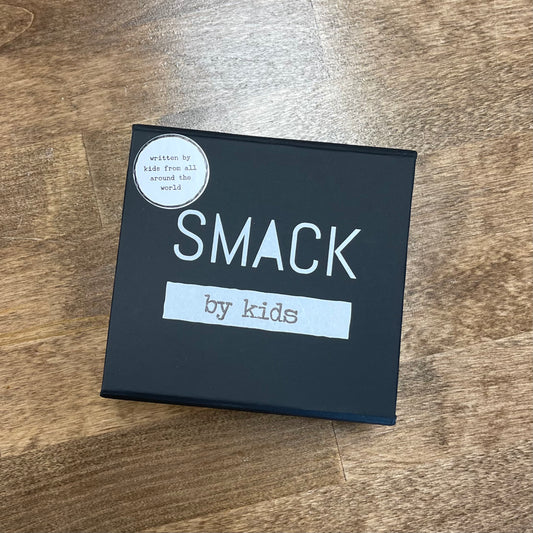 written by
kids from all
around the
world
SMACK
by kids